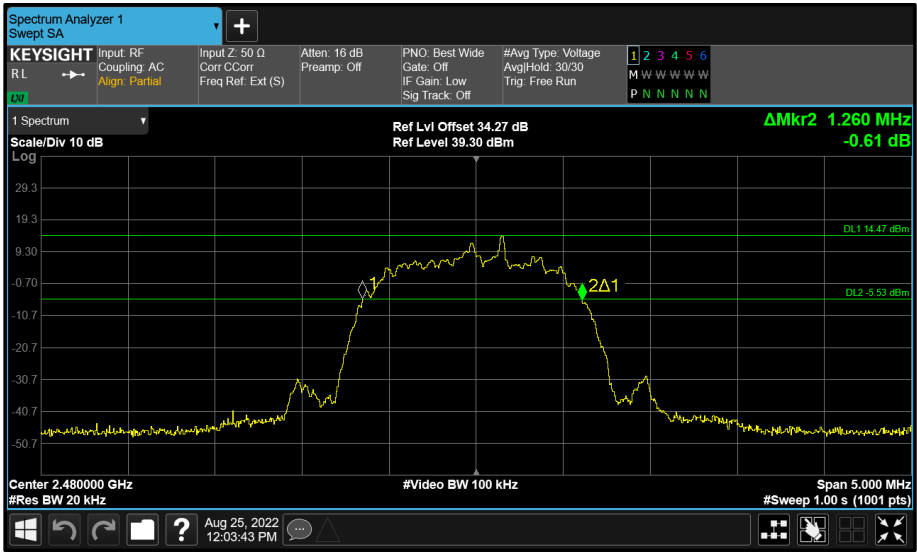 Spectrum Analyzer 1
Swept SA
+
KEYSIGHT
RL
LXI
Input: RF
Coupling: AC
Align: Partial
Input Z: 50 Ω
Corr CCorr
Freq Ref: Ext (S)
Atten: 16 dB
Preamp: Off
PNO: Best Wide
Gate: Off
IF Gain: Low
Sig Track: Off
#Avg Type: Voltage
Avg|Hold: 30/30
Trig: Free Run
1 2 3 4 5 6
M W W W W W
P N N N N N
1 Spectrum
Scale/Div 10 dB
Ref Lvl Offset 34.27 dB
Ref Level 39.30 dBm
ΔMkr2 1.260 MHz
-0.61 dB
Log
29.3
19.3
DL1 14.47 dBm
9.30
-0.70
1
2Δ1
DL2 -5.53 dBm
-10.7
-20.7
-30.7
-40.7
-50.7
Center 2.480000 GHz
#Video BW 100 kHz
Span 5.000 MHz
#Res BW 20 kHz
#Sweep 1.00 s (1001 pts)
?
Aug 25, 2022
12:03:43 PM